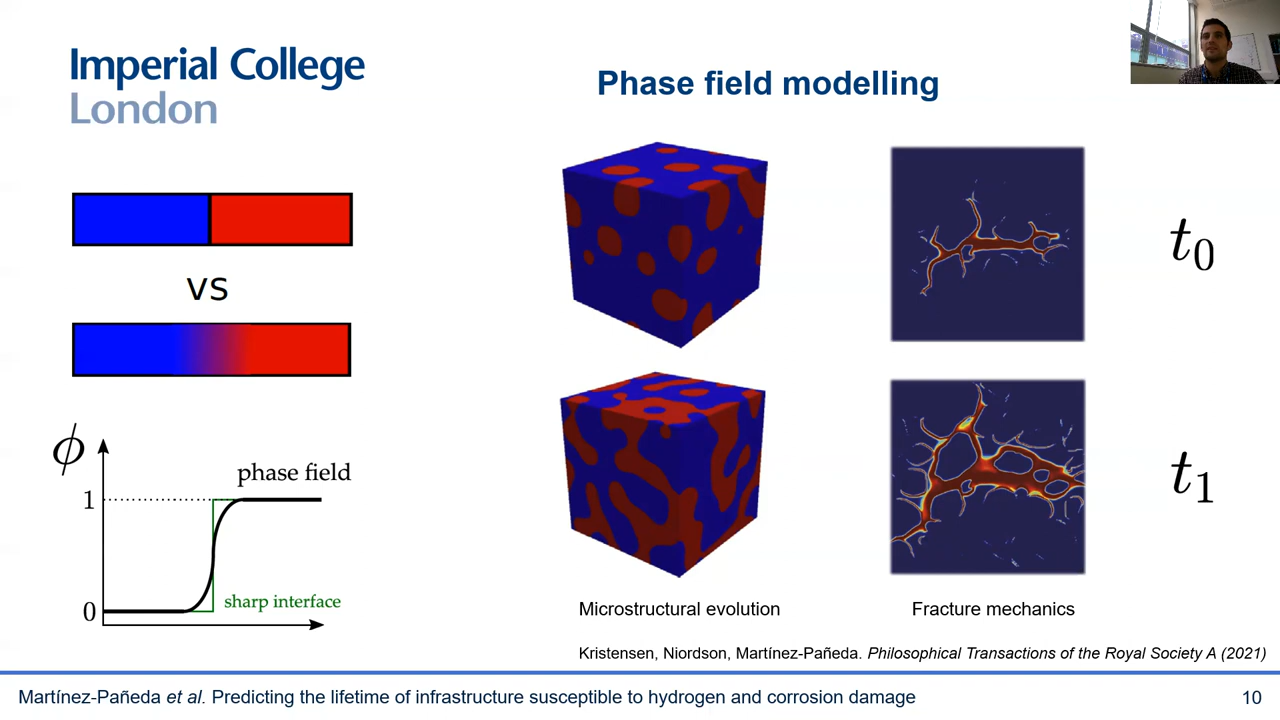 Imperial College
London
Phase field modelling
vs
ϕ
phase field
1
sharp interface
0
t₀
t₁
Microstructural evolution
Fracture mechanics
Kristensen, Niordson, Martínez-Pañeda. Philosophical Transactions of the Royal Society A (2021)
Martínez-Pañeda et al. Predicting the lifetime of infrastructure susceptible to hydrogen and corrosion damage
10